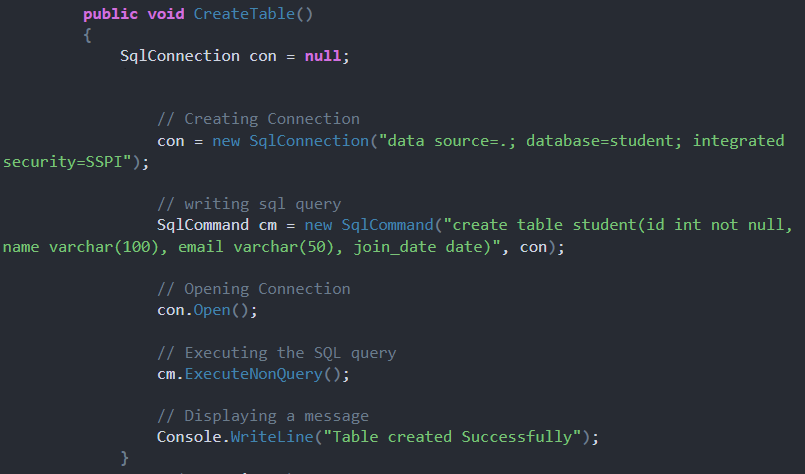 public void CreateTable()
{
SqlConnection con = null;
// Creating Connection
con = new SqlConnection("data source=.; database=student; integrated
security=SSPI");
// writing sql query
SqlCommand cm = new SqlCommand("create table student(id int not null,
name varchar(100), email varchar(50), join_date date)", con);
// Opening Connection
con.Open();
// Executing the SQL query
cm.ExecuteNonQuery();
// Displaying a message
Console.WriteLine("Table created Successfully");
}